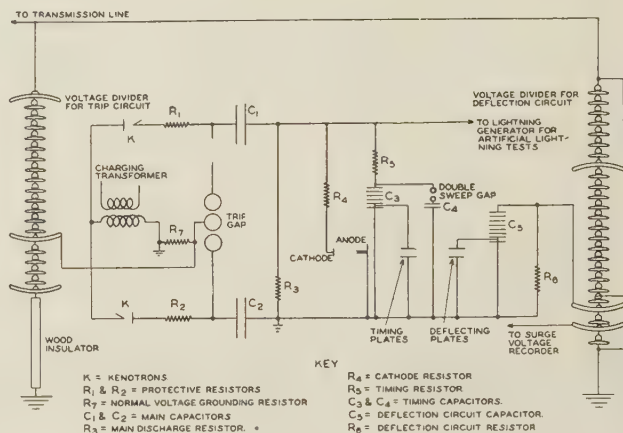 TO TRANSMISSION LINE
VOLTAGE DIVIDER
FOR TRIP CIRCUIT
K
R₁
C₁
CHARGING
TRANSFORMER
R₇
TRIF
GAP
K
R₂
C₂
WOOD
INSULATOR
R₃
R₄
CATHODE
ANODE
R₅
C₃
DOUBLE
SWEEP GAP
C₄
TIMING
PLATES
DEFLECTING
PLATES
C₅
R₆
VOLTAGE DIVIDER FOR
DEFLECTION CIRCUIT
TO LIGHTNING
GENERATOR FOR
ARTIFICIAL LIGHT-
NING TESTS
TO SURGE
VOLTAGE
RECORDER
KEY
K = KENOTRONS
R₁ & R₂ = PROTECTIVE RESISTORS
R₇ = NORMAL VOLTAGE GROUNDING RESISTOR
C₁ & C₂ = MAIN CAPACITORS
R₃ = MAIN DISCHARGE RESISTOR.
R₄ = CATHODE RESISTOR
R₅ = TIMING RESISTOR
C₃ & C₄ = TIMING CAPACITORS.
C₅ = DEFLECTION CIRCUIT CAPACITOR.
R₆ = DEFLECTION CIRCUIT RESISTOR